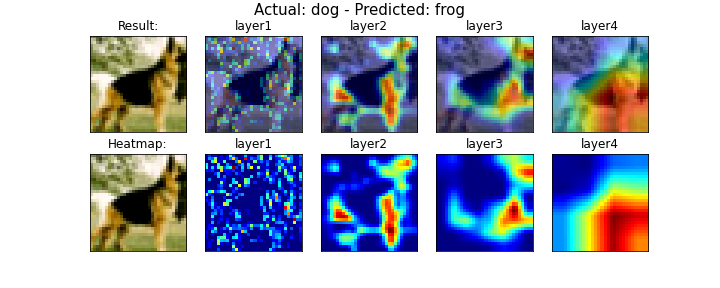 Actual: dog - Predicted: frog
Result: layer1 layer2 layer3 layer4
Heatmap: layer1 layer2 layer3 layer4